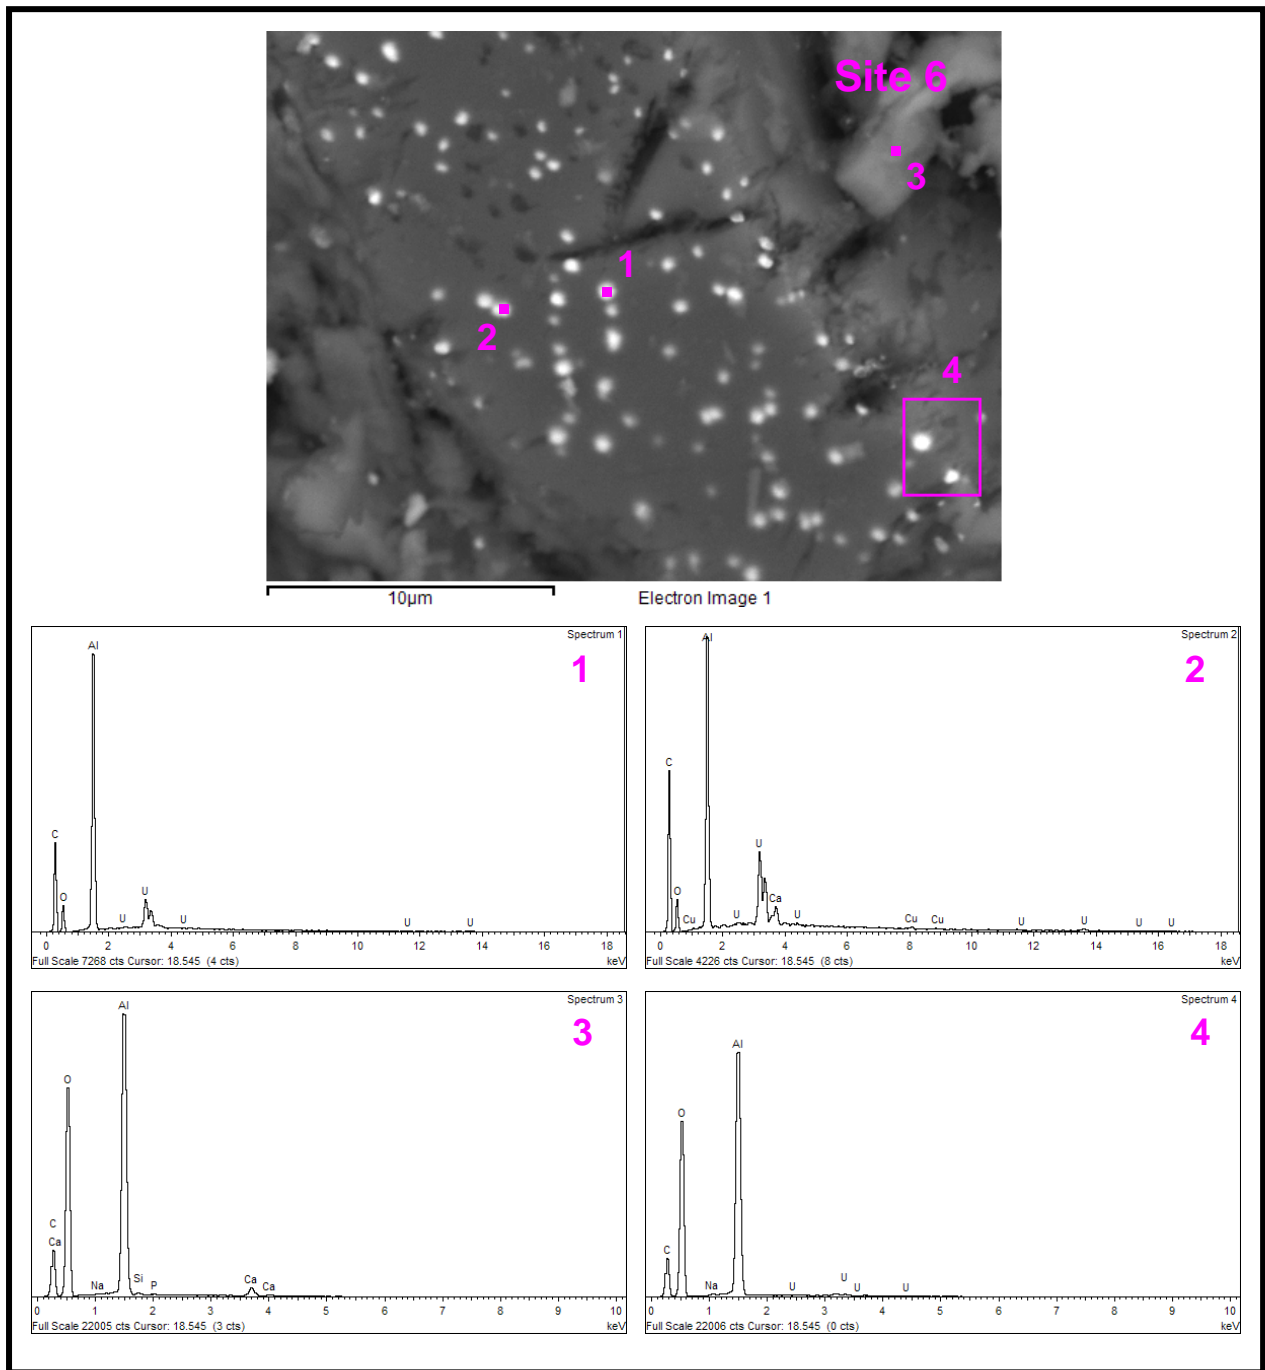 Site 6
3
1
2
4
10µm
Electron Image 1
Spectrum 1
1
Al
C
O
U
U
U
U
U
0 2 4 6 8 10 12 14 16 18
Full Scale 7268 cts Cursor: 18.545 (4 cts)
keV
Spectrum 2
2
Al
C
U
O
Ca
Cu
U
U
Cu
Cu
U
U
U
U
0 2 4 6 8 10 12 14 16 18
Full Scale 4226 cts Cursor: 18.545 (8 cts)
keV
Spectrum 3
3
Al
O
C
Ca
Na
Si
P
Ca
Ca
0 1 2 3 4 5 6 7 8 9 10
Full Scale 22005 cts Cursor: 18.545 (3 cts)
keV
Spectrum 4
4
Al
O
C
Na
U
U
U
U
0 1 2 3 4 5 6 7 8 9 10
Full Scale 22006 cts Cursor: 18.545 (0 cts)
keV